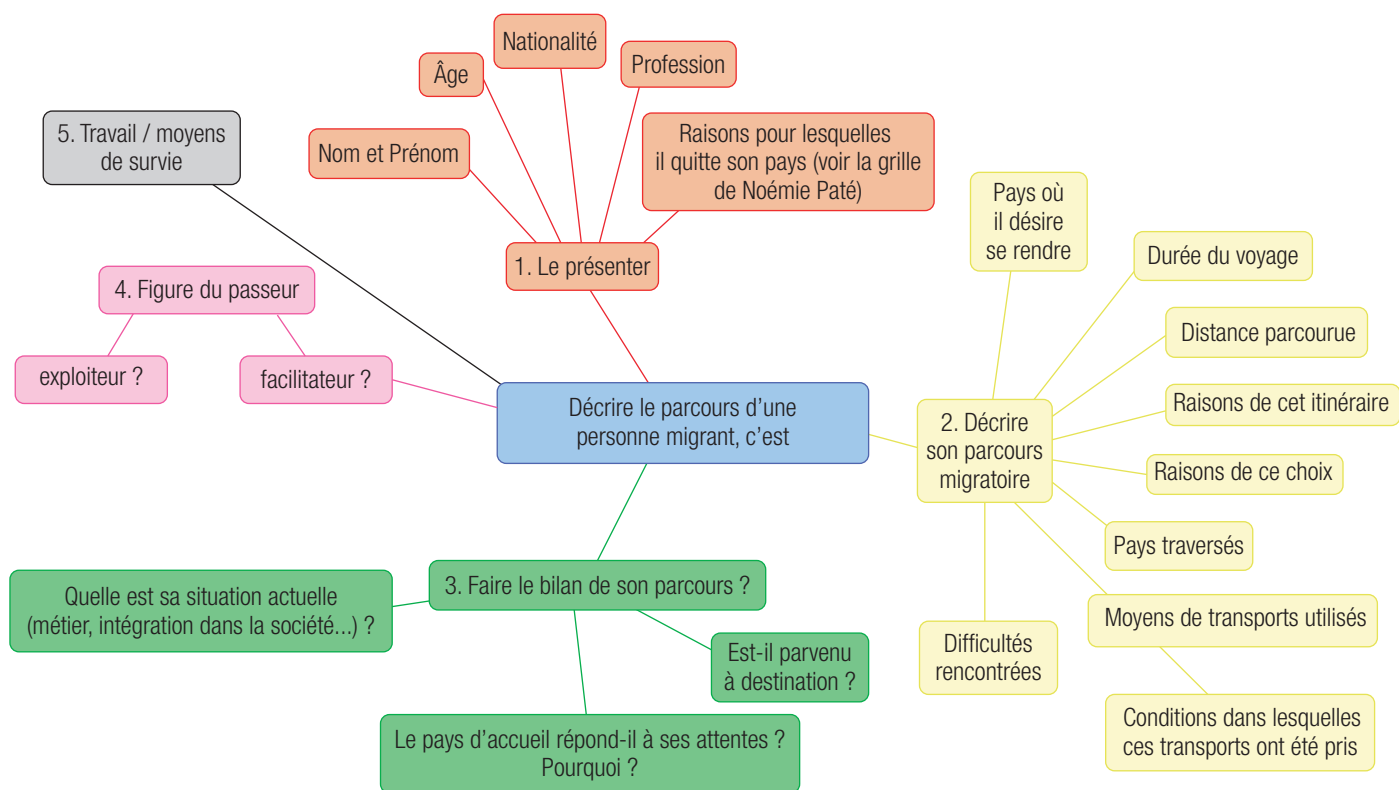 Nationalité
Âge
Profession
5. Travail / moyens
de survie
Nom et Prénom
Raisons pour lesquelles
il quitte son pays (voir la grille
de Noémie Paté)
1. Le présenter
4. Figure du passeur
exploiteur ?
facilitateur ?
Décrire le parcours d'une
personne migrant, c'est
Pays où
il désire
se rendre
Durée du voyage
Distance parcourue
Raisons de cet itinéraire
2. Décrire
son parcours
migratoire
Raisons de ce choix
Pays traversés
Moyens de transports utilisés
Conditions dans lesquelles
ces transports ont été pris
Difficultés
rencontrées
3. Faire le bilan de son parcours ?
Quelle est sa situation actuelle
(métier, intégration dans la société...) ?
Est-il parvenu
à destination ?
Le pays d'accueil répond-il à ses attentes ?
Pourquoi ?